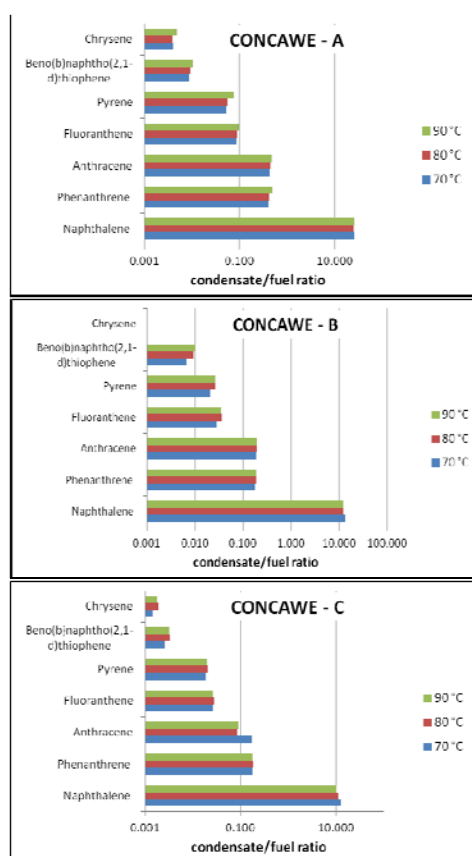 CONCAWE - A
Chrysene
Beno(b)naphtho(2,1-
d)thiophene
Pyrene
Fluoranthene
Anthracene
Phenanthrene
Naphthalene
90 °C
80 °C
70 °C
0.001 0.100 10.000
condensate/fuel ratio
CONCAWE - B
Chrysene
Beno(b)naphtho(2,1-
d)thiophene
Pyrene
Fluoranthene
Anthracene
Phenanthrene
Naphthalene
90 °C
80 °C
70 °C
0.001 0.010 0.100 1.000 10.000 100.000
condensate/fuel ratio
CONCAWE - C
Chrysene
Beno(b)naphtho(2,1-
d)thiophene
Pyrene
Fluoranthene
Anthracene
Phenanthrene
Naphthalene
90 °C
80 °C
70 °C
0.001 0.100 10.000
condensate/fuel ratio